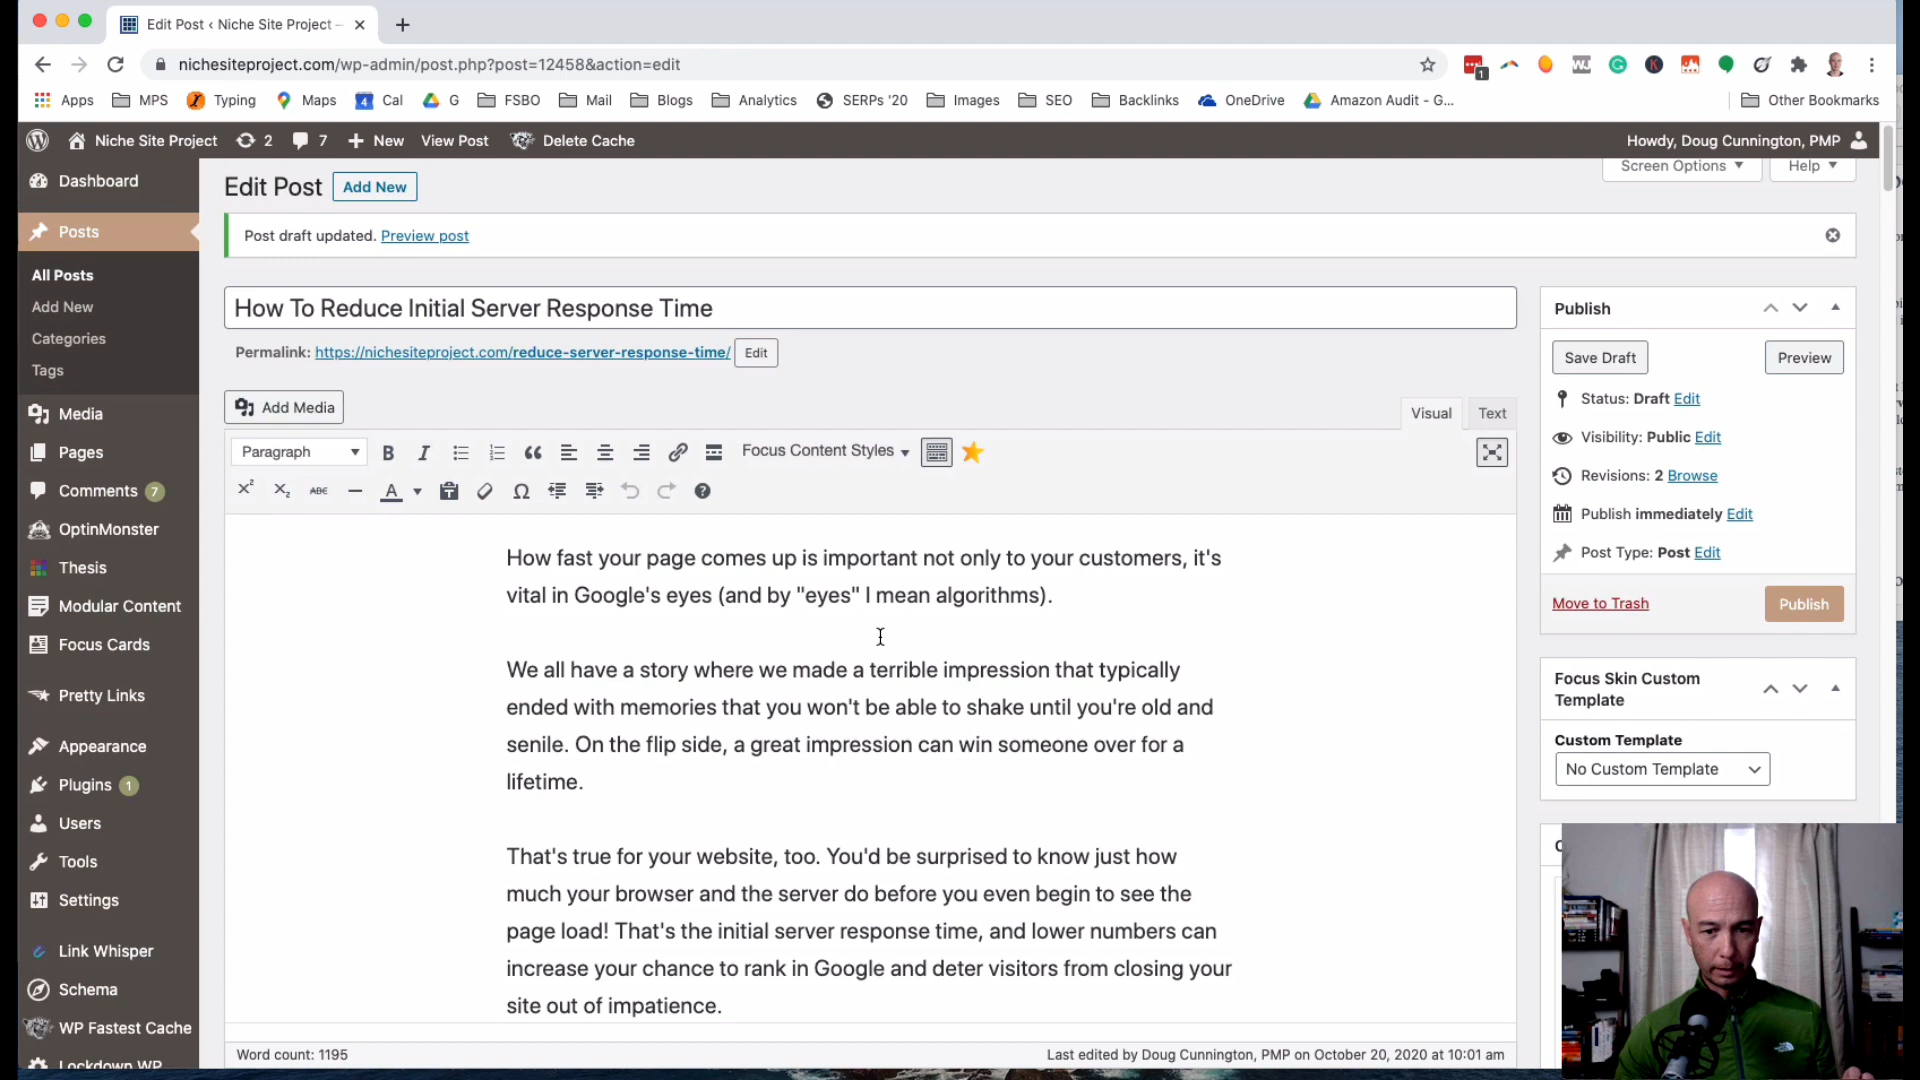 Edit Post ‹ Niche Site Project –
nichesiteproject.com/wp-admin/post.php?post=12458&action=edit
1
Apps
MPS
Typing
Maps
4
Cal
G
FSBO
Mail
Blogs
Analytics
SERPs '20
Images
SEO
Backlinks
OneDrive
Amazon Audit - G...
Other Bookmarks
Niche Site Project
2
7
New
View Post
Delete Cache
Howdy, Doug Cunnington, PMP
Dashboard
Posts
All Posts
Add New
Categories
Tags
Media
Pages
Comments 7
OptinMonster
Thesis
Modular Content
Focus Cards
Pretty Links
Appearance
Plugins 1
Users
Tools
Settings
Link Whisper
Schema
WP Fastest Cache
Lockdown WP
Edit Post
Add New
Screen Options
Help
Post draft updated. Preview post
How To Reduce Initial Server Response Time
Permalink: https://nichesiteproject.com/reduce-server-response-time/ Edit
Add Media
Visual
Text
Paragraph
B
I
Focus Content Styles
X²
X₂
ABC
A
Ω
How fast your page comes up is important not only to your customers, it's
vital in Google's eyes (and by "eyes" I mean algorithms).
We all have a story where we made a terrible impression that typically
ended with memories that you won't be able to shake until you're old and
senile. On the flip side, a great impression can win someone over for a
lifetime.
That's true for your website, too. You'd be surprised to know just how
much your browser and the server do before you even begin to see the
page load! That's the initial server response time, and lower numbers can
increase your chance to rank in Google and deter visitors from closing your
site out of impatience.
Word count: 1195
Last edited by Doug Cunnington, PMP on October 20, 2020 at 10:01 am
Publish
Save Draft
Preview
Status: Draft Edit
Visibility: Public Edit
Revisions: 2 Browse
Publish immediately Edit
Post Type: Post Edit
Move to Trash
Publish
Focus Skin Custom
Template
Custom Template
No Custom Template